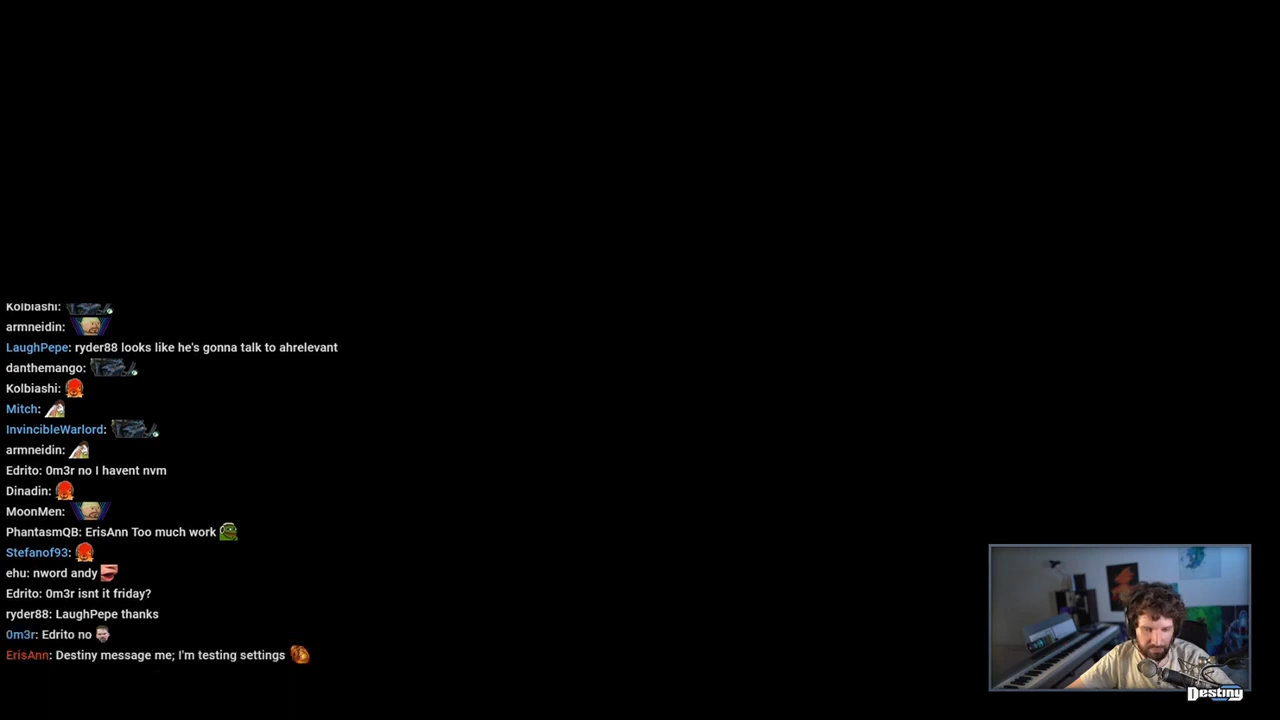 Kolbiashi:
armneidin:
LaughPepe: ryder88 looks like he's gonna talk to ahrelevant
danthemango:
Kolbiashi:
Mitch:
InvincibleWarlord:
armneidin:
Edrito: 0m3r no I havent nvm
Dinadin:
MoonMen:
PhantasmQB: ErisAnn Too much work
Stefanof93:
ehu: nword andy
Edrito: 0m3r isnt it friday?
ryder88: LaughPepe thanks
0m3r: Edrito no
ErisAnn: Destiny message me; I'm testing settings
Destiny